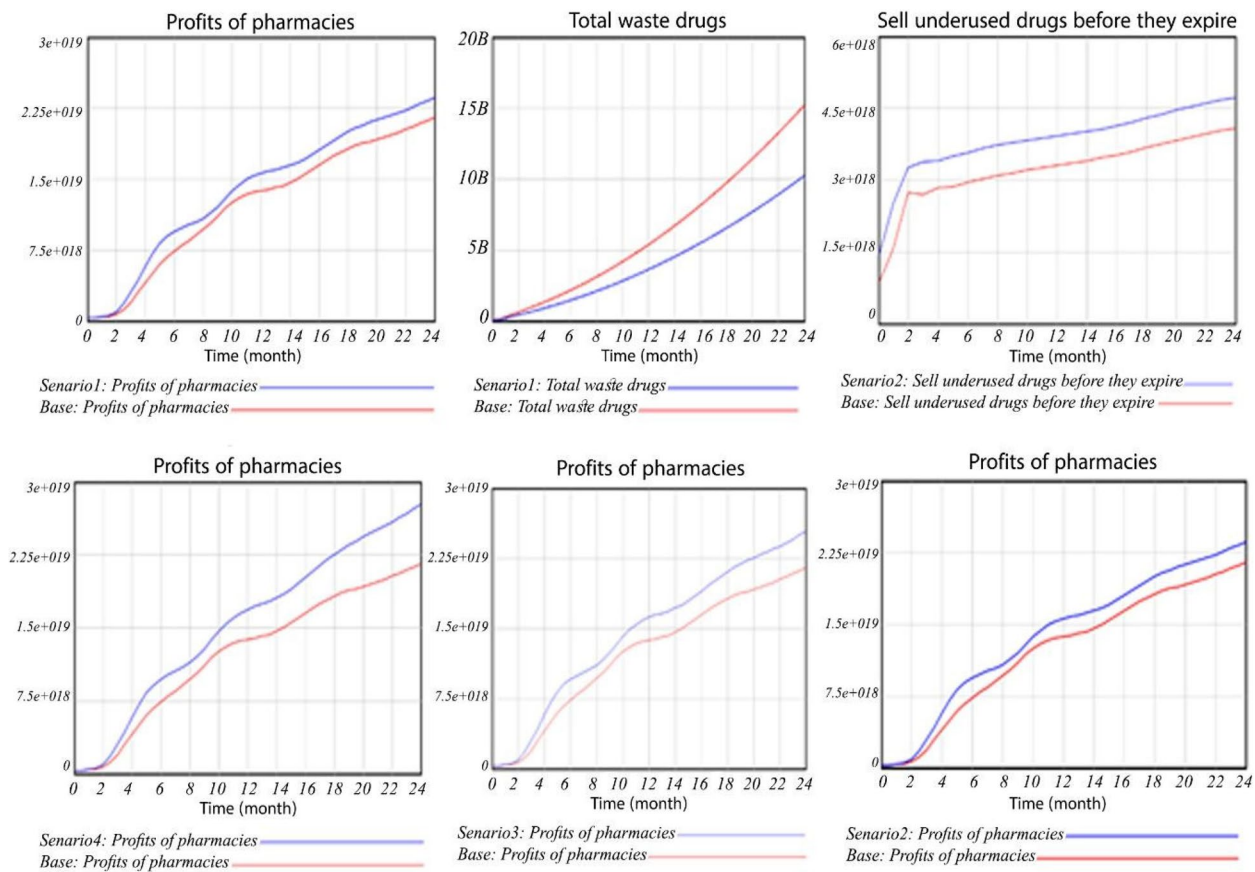 Profits of pharmacies
3e+019
2.25e+019
1.5e+019
7.5e+018
0
0 2 4 6 8 10 12 14 16 18 20 22 24
Time (month)
Senario1: Profits of pharmacies
Base: Profits of pharmacies
Total waste drugs
20B
15B
10B
5B
0
0 2 4 6 8 10 12 14 16 18 20 22 24
Time (month)
Senario1: Total waste drugs
Base: Total waste drugs
Sell underused drugs before they expire
6e+018
4.5e+018
3e+018
1.5e+018
0
0 2 4 6 8 10 12 14 16 18 20 22 24
Time (month)
Senario2: Sell underused drugs before they expire
Base: Sell underused drugs before they expire
Profits of pharmacies
3e+019
2.25e+019
1.5e+019
7.5e+018
0
0 2 4 6 8 10 12 14 16 18 20 22 24
Time (month)
Senario4: Profits of pharmacies
Base: Profits of pharmacies
Profits of pharmacies
3e+019
2.25e+019
1.5e+019
7.5e+018
0
0 2 4 6 8 10 12 14 16 18 20 22 24
Time (month)
Senario3: Profits of pharmacies
Base: Profits of pharmacies
Profits of pharmacies
3e+019
2.25e+019
1.5e+019
7.5e+018
0
0 2 4 6 8 10 12 14 16 18 20 22 24
Time (month)
Senario2: Profits of pharmacies
Base: Profits of pharmacies